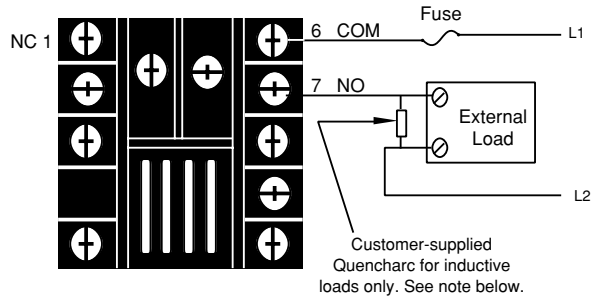 Fuse
NC 1
6 COM
L1
7 NO
External
Load
L2
Customer-supplied
Quencharc for inductive
loads only. See note below.